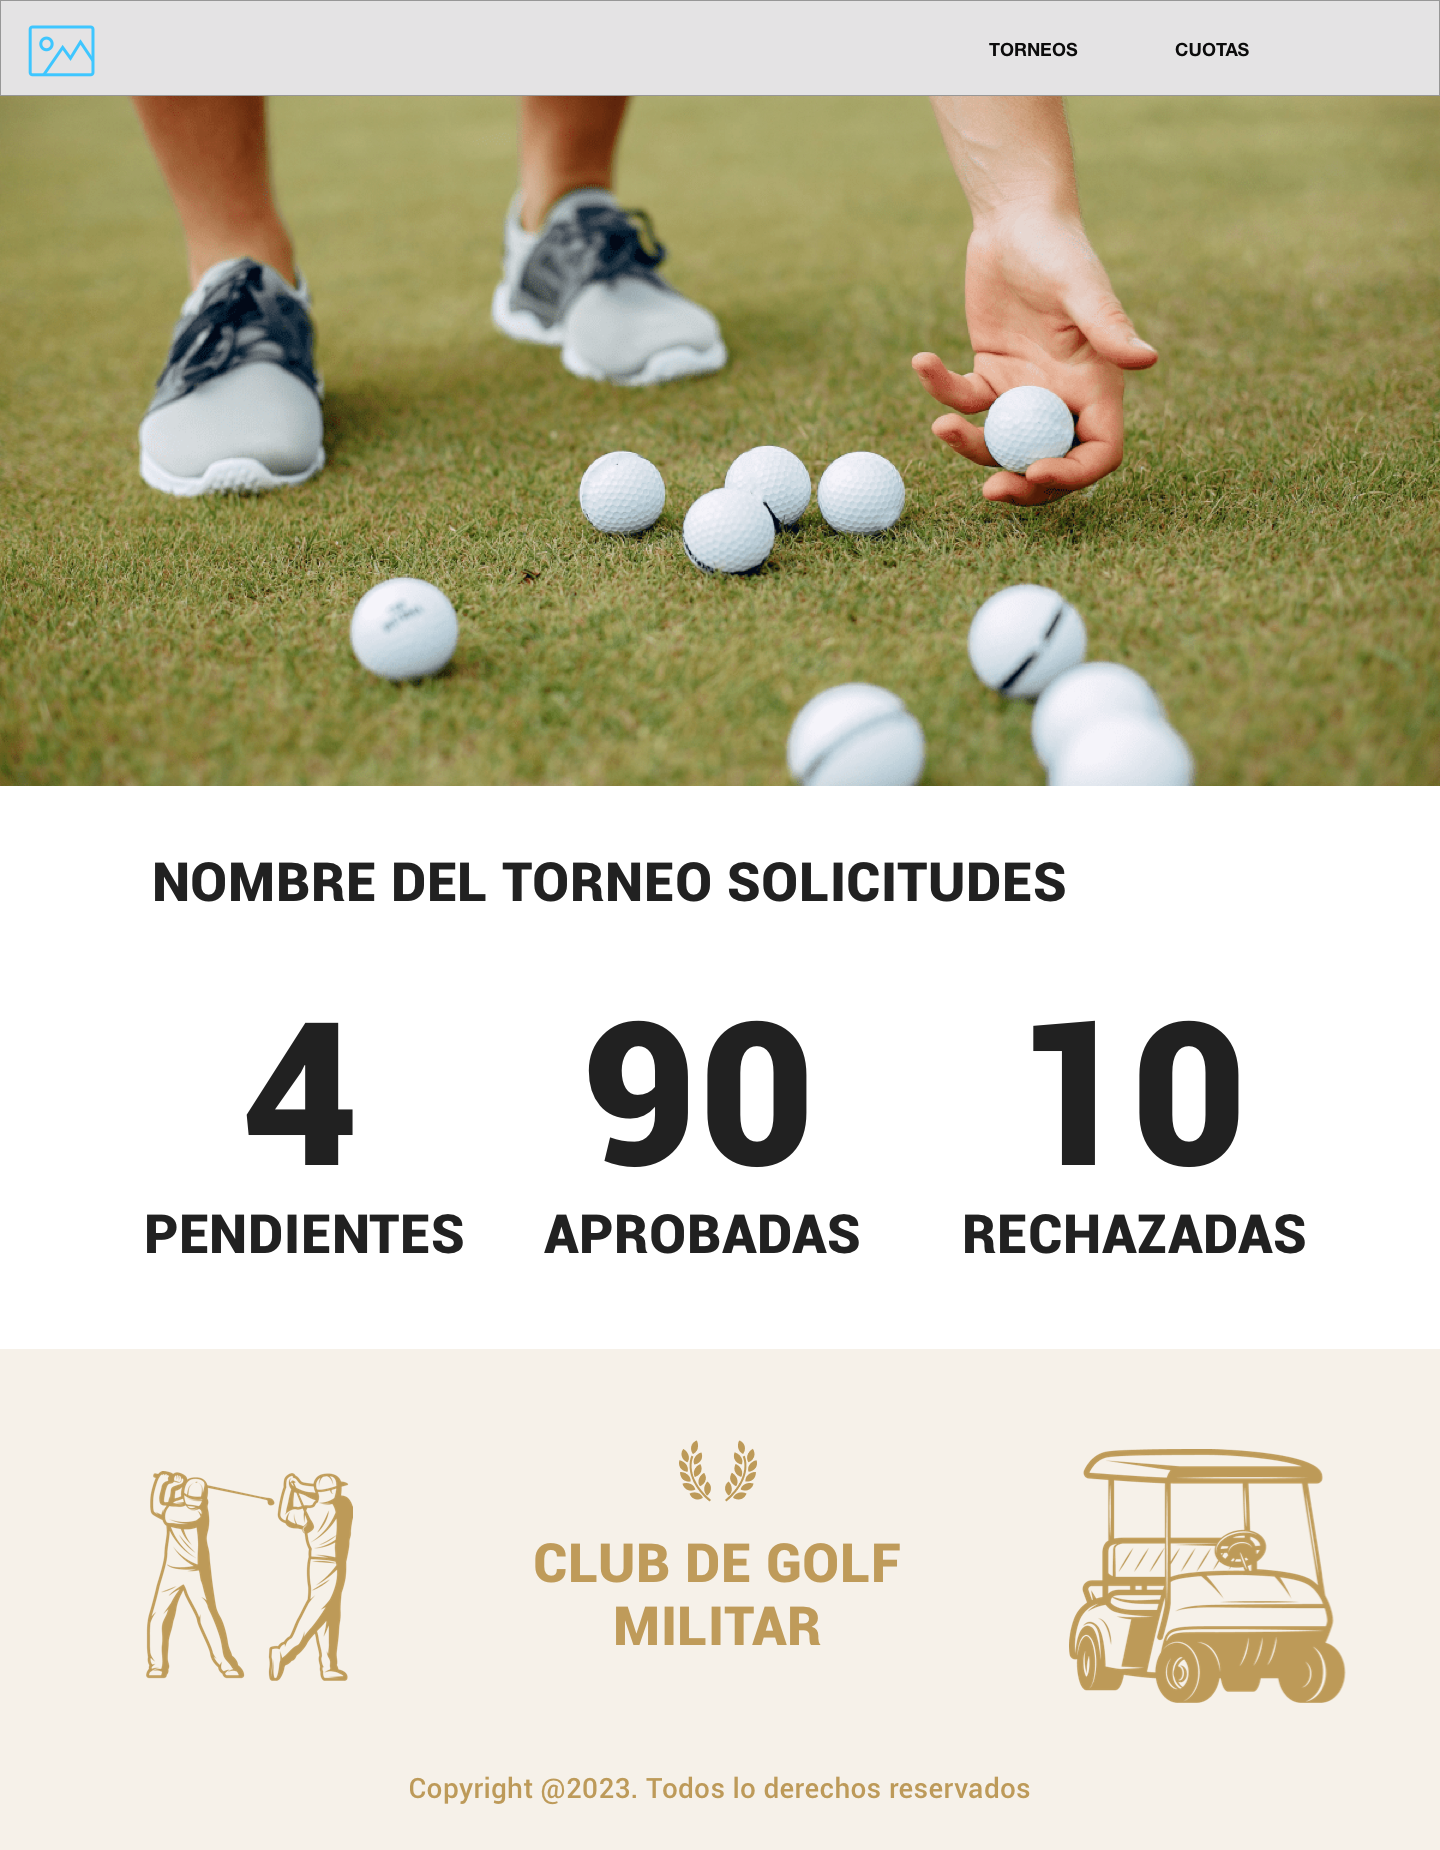 TORNEOS CUOTAS
NOMBRE DEL TORNEO SOLICITUDES
4 90 10
PENDIENTES APROBADAS RECHAZADAS
CLUB DE GOLF
MILITAR
Copyright @2023. Todos lo derechos reservados